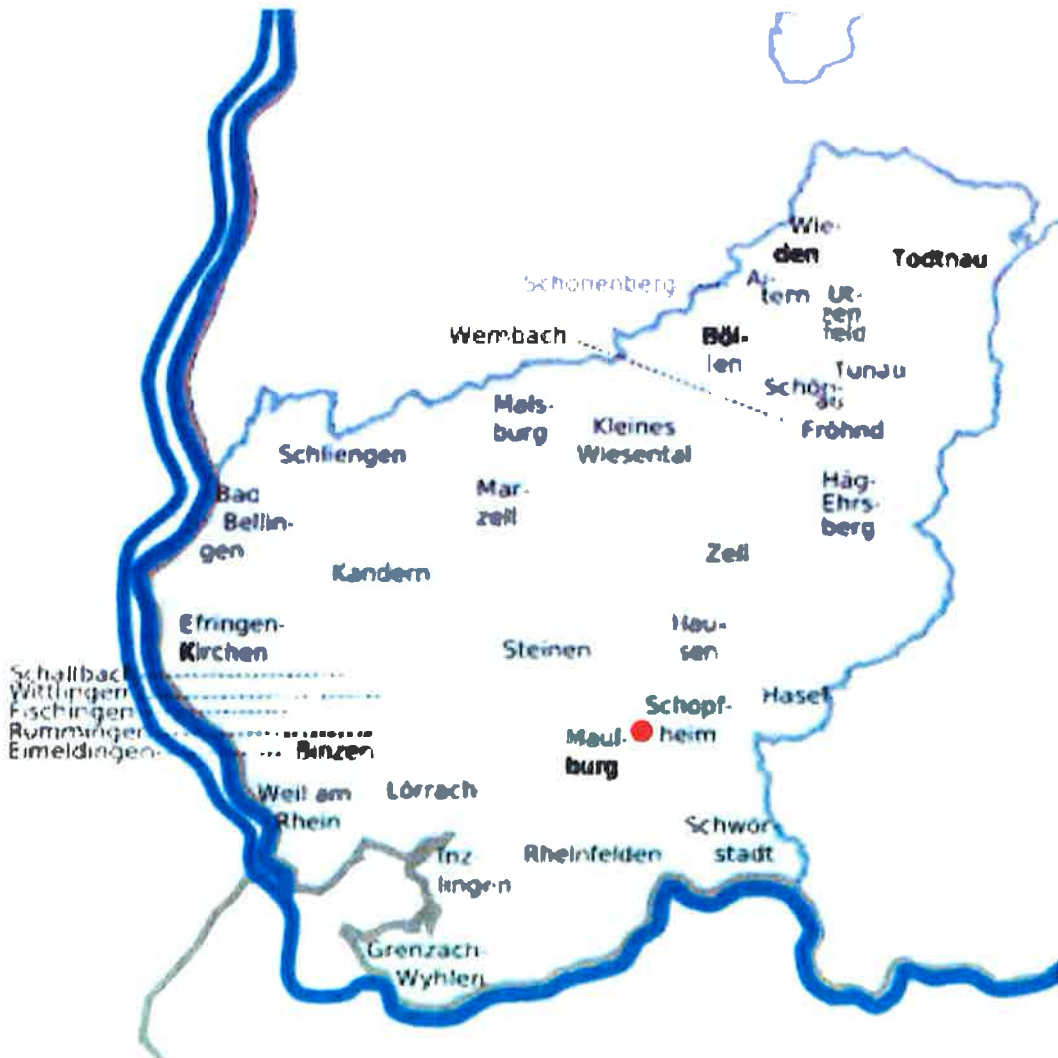 Wie-
den
Todtnau
Schönenberg
Ai-
tern
Ut-
zen
feld
Wembach
Böl-
len
Tunau
Schön-
au
Mals-
burg
Kleines
Wiesental
Fröhnd
Schliengen
Bad
Bellin-
gen
Mar-
zell
Häg-
Ehrs-
berg
Zell
Kandern
Efringen-
Kirchen
Steinen
Hau-
sen
Schallbach
Wittlingen
Fischingen
Rümmingen
Eimeldingen
Binzen
Hasel
Schopf-
heim
Maul-
burg
Weil am
Rhein
Lörrach
Schwör-
stadt
Inz
lingen
Rheinfelden
Grenzach-
Wyhlen